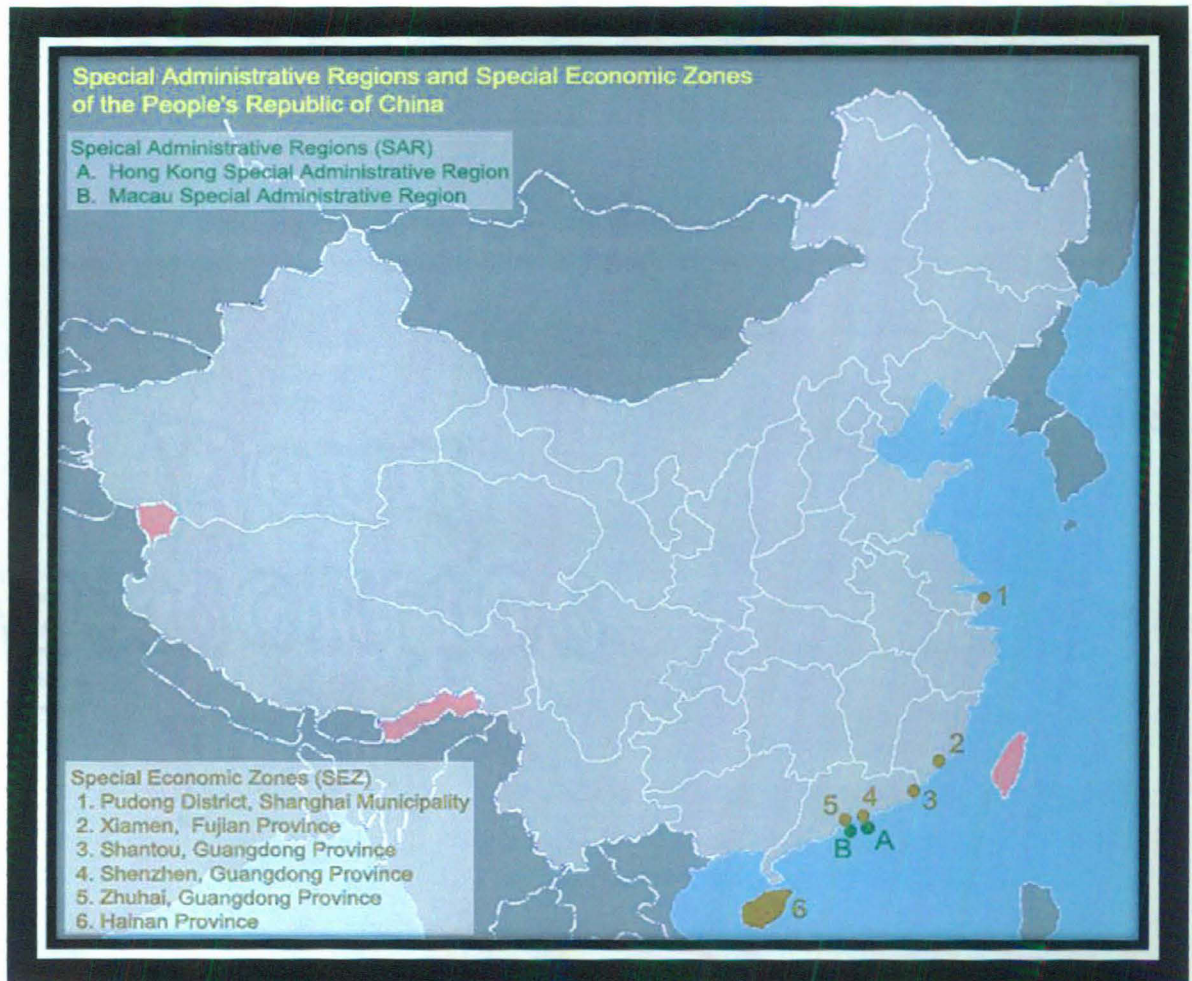 Special Administrative Regions and Special Economic Zones
of the People's Republic of China
Speical Administrative Regions (SAR)
A. Hong Kong Special Administrative Region
B. Macau Special Administrative Region
1
2
3
4
5
A
B
6
Special Economic Zones (SEZ)
1. Pudong District, Shanghai Municipality
2. Xiamen, Fujian Province
3. Shantou, Guangdong Province
4. Shenzhen, Guangdong Province
5. Zhuhai, Guangdong Province
6. Hainan Province